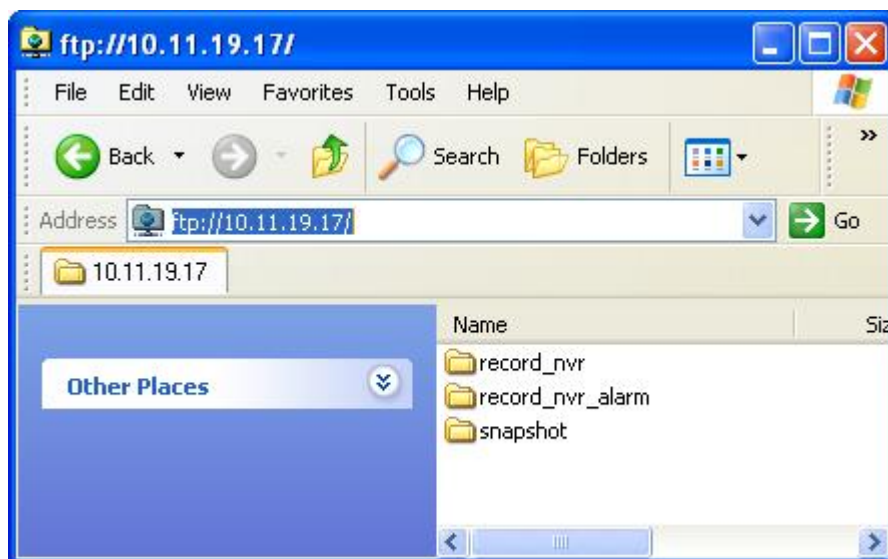 ftp://10.11.19.17/
File Edit View Favorites Tools Help
Back Search Folders »
Address ftp://10.11.19.17/ Go
10.11.19.17
Name Siz
Other Places
record_nvr
record_nvr_alarm
snapshot